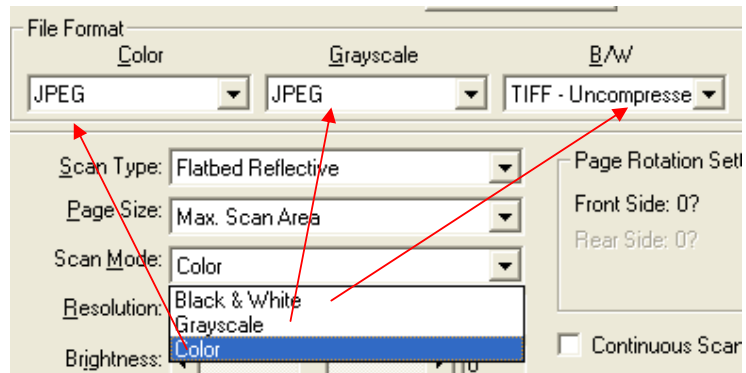 File Format
Color Grayscale B/W
JPEG JPEG TIFF - Uncompresse
Scan Type: Flatbed Reflective
Page Rotation Sett
Page Size: Max. Scan Area
Front Side: 0?
Rear Side: 0?
Scan Mode: Color
Resolution: Black & White
Grayscale
Color
Brightness:
Continuous Scan